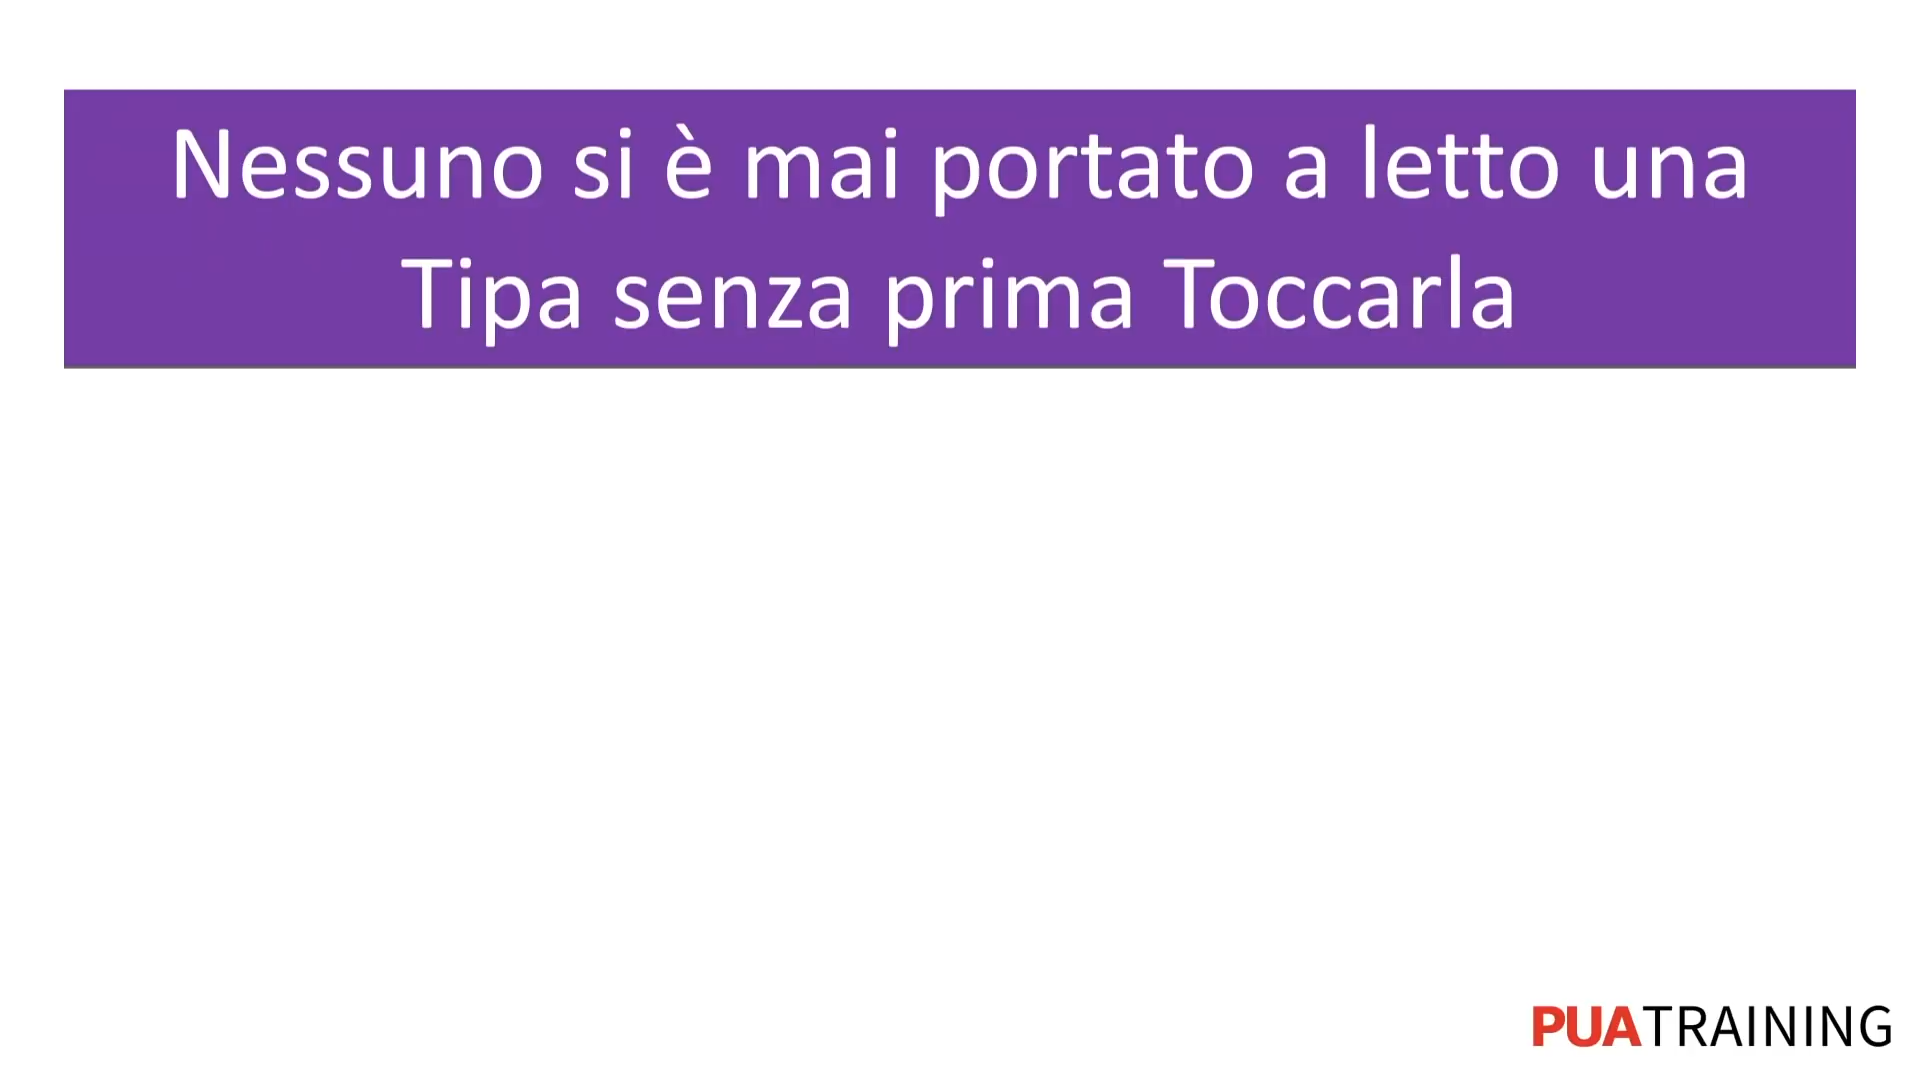 Nessuno si è mai portato a letto una
Tipa senza prima Toccarla
PUATRAINING